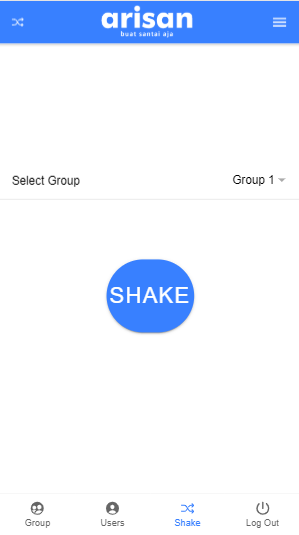 arisan
buat santai aja
Select Group Group 1
SHAKE
Group Users Shake Log Out